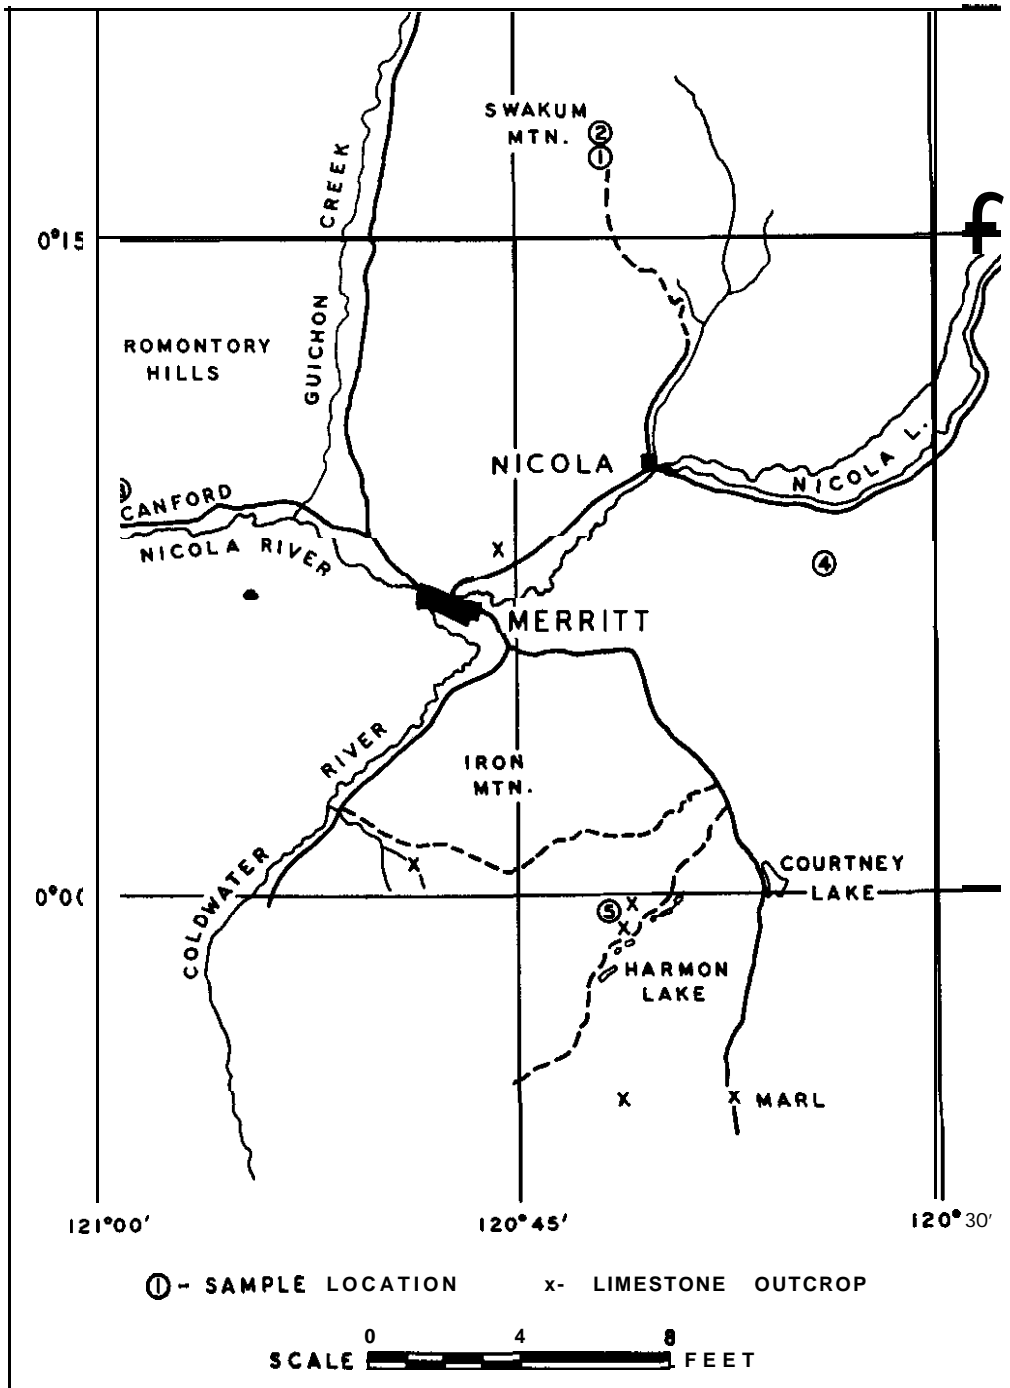 SWAKUM
MTN.
②
①
CREEK
0°15
GUICHON
ROMONTORY
HILLS
NICOLA
NICOLA L.
CANFORD
NICOLA RIVER
x
④
MERRITT
RIVER
IRON
MTN.
COLDWATER
x
COURTNEY
LAKE
0°00
⑤ x
x
HARMON
LAKE
x
x MARL
121°00'
120°45'
120°30'
①- SAMPLE LOCATION x- LIMESTONE OUTCROP
0 4 8
SCALE FEET